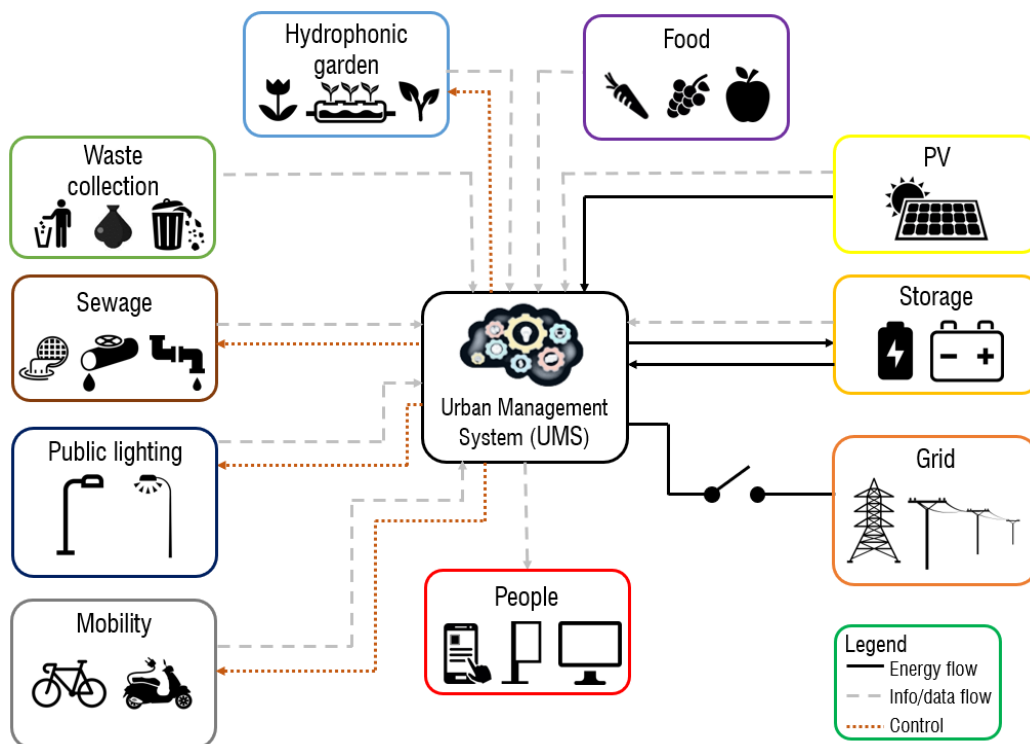 Hydrophonic
garden
Food
Waste
collection
PV
Sewage
Storage
Urban Management
System (UMS)
Public lighting
Grid
Mobility
People
Legend
Energy flow
Info/data flow
Control